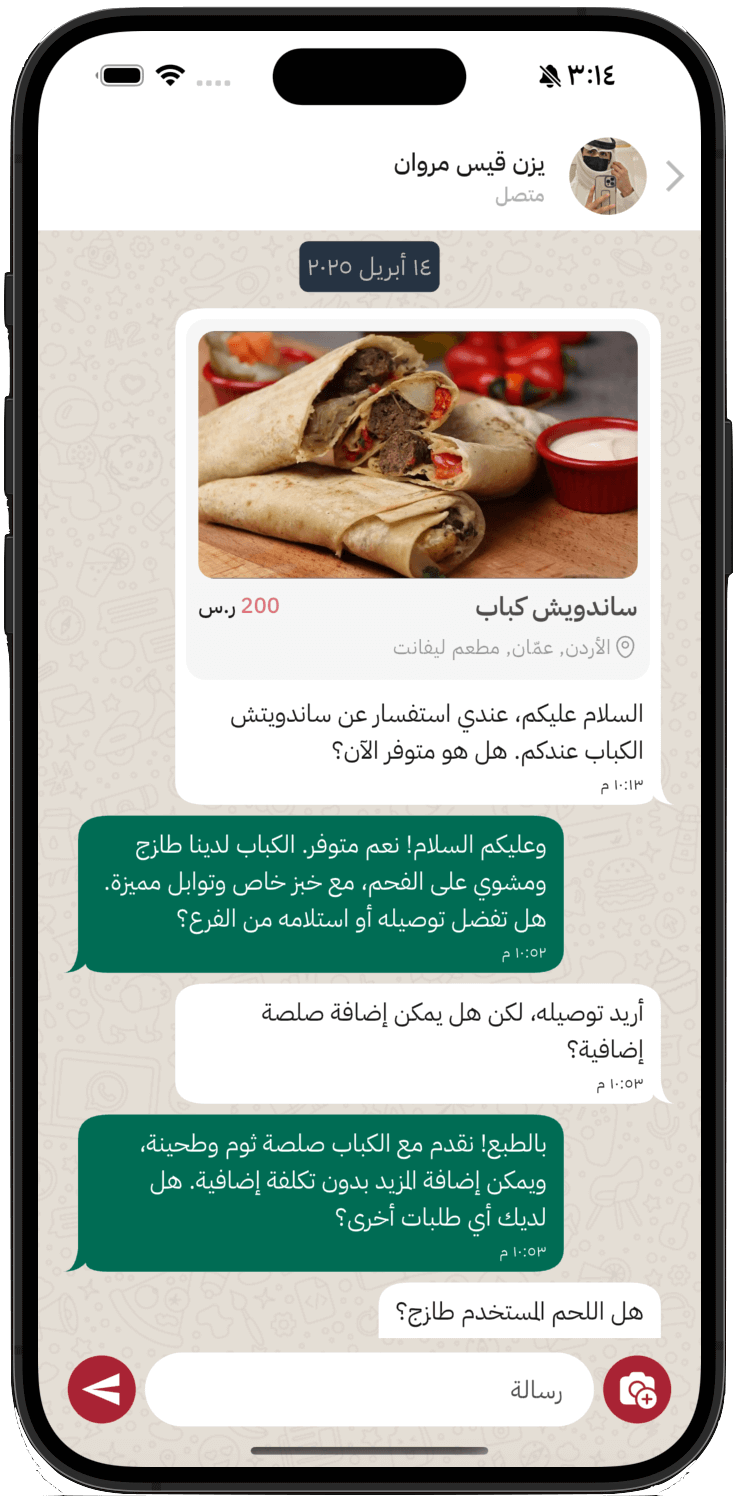 ٣:١٤
يزن قيس مروان
متصل
١٤ أبريل ٢٠٢٥
ساندويش كباب
200 ر.س
الأردن, عمّان, مطعم ليفانت
السلام عليكم، عندي استفسار عن ساندويتش
الكباب عندكم. هل هو متوفر الآن؟
١٠:١٣ م
وعليكم السلام! نعم متوفر. الكباب لدينا طازج
ومشوي على الفحم، مع خبز خاص وتوابل مميزة.
هل تفضل توصيله أو استلامه من الفرع؟
١٠:٥٢ م
أريد توصيله، لكن هل يمكن إضافة صلصة
إضافية؟
١٠:٥٣ م
بالطبع! نقدم مع الكباب صلصة ثوم وطحينة،
ويمكن إضافة المزيد بدون تكلفة إضافية. هل
لديك أي طلبات أخرى؟
١٠:٥٣ م
هل اللحم المستخدم طازج؟
رسالة